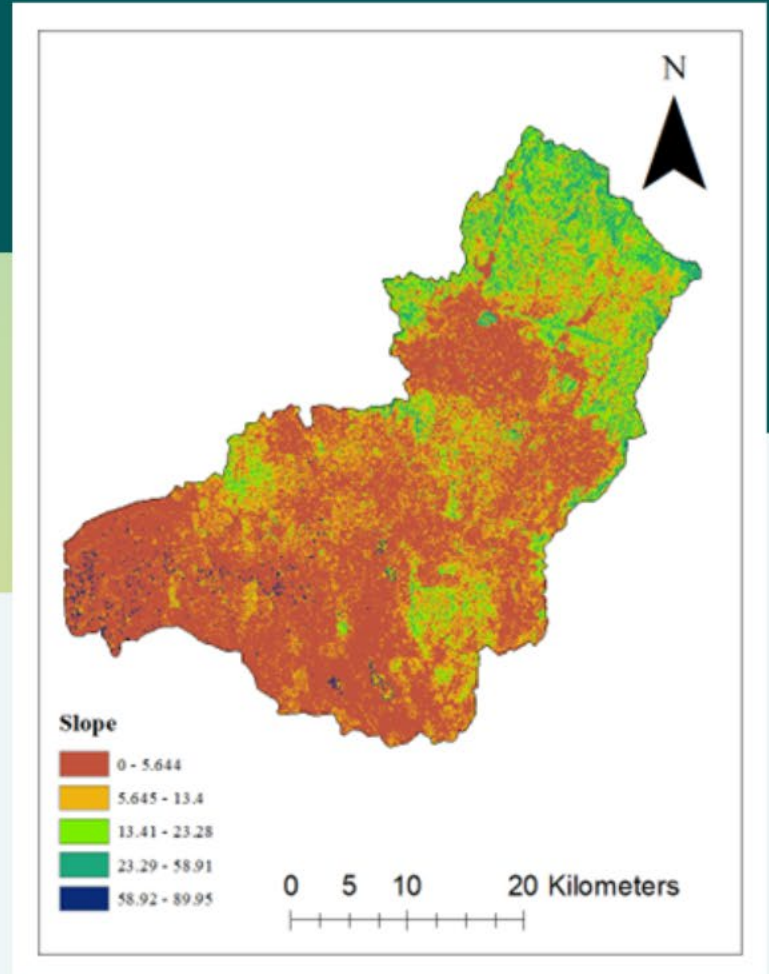 N
Slope
0 - 5.644
5.645 - 13.4
13.41 - 23.28
23.29 - 58.91
58.92 - 89.95
0 5 10 20 Kilometers